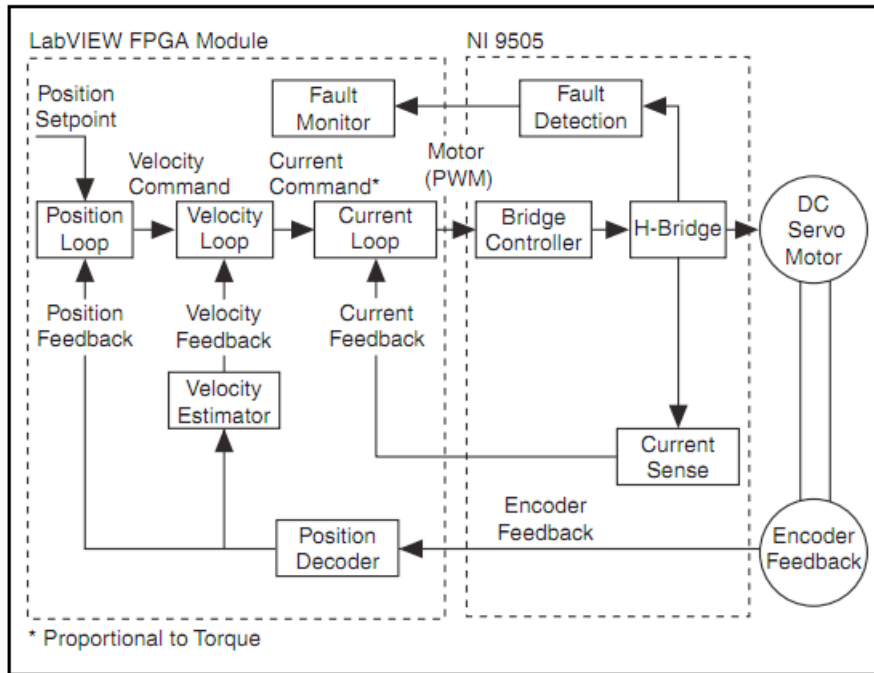 LabVIEW FPGA Module
NI 9505
Position
Setpoint
Fault
Monitor
Fault
Detection
Velocity
Command
Current
Command*
Motor
(PWM)
Position
Loop
Velocity
Loop
Current
Loop
Bridge
Controller
H-Bridge
DC
Servo
Motor
Position
Feedback
Velocity
Feedback
Current
Feedback
Velocity
Estimator
Current
Sense
Position
Decoder
Encoder
Feedback
Encoder
Feedback
* Proportional to Torque